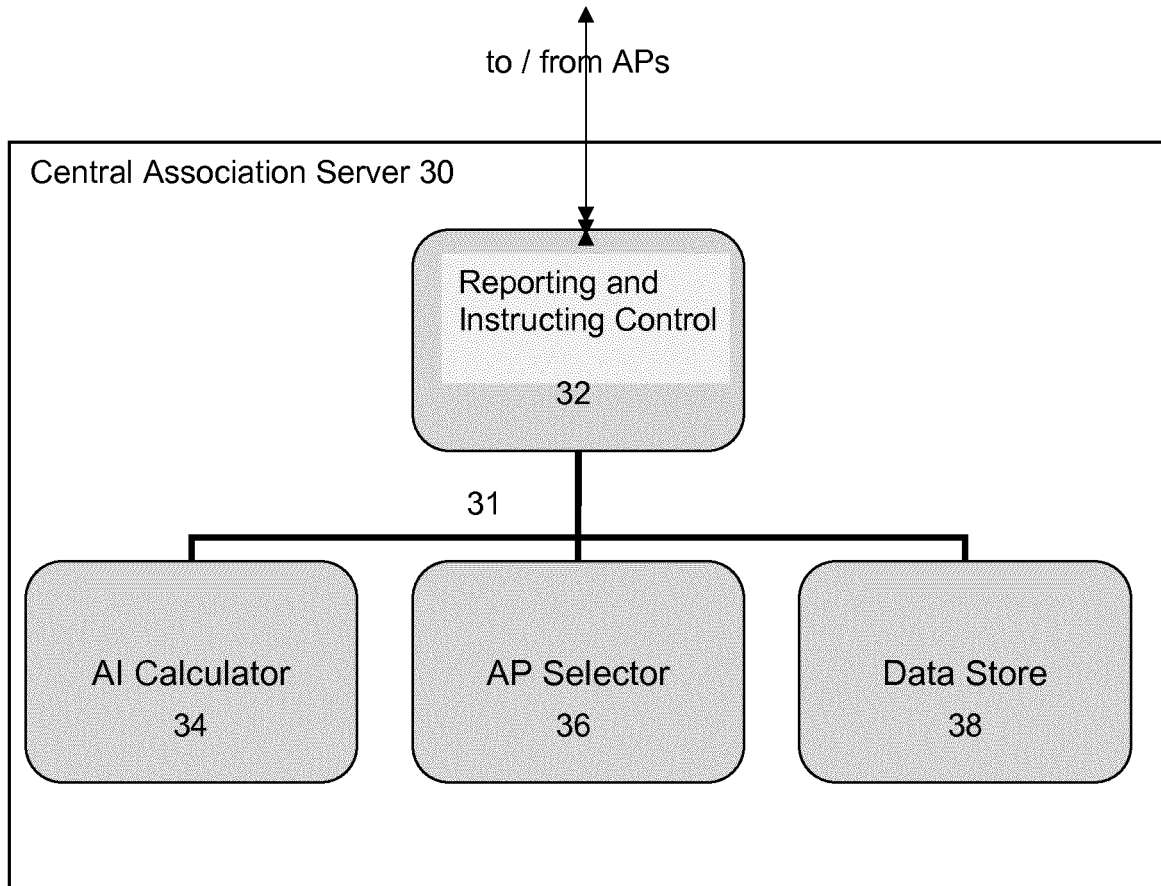 to / from APs
Central Association Server 30
Reporting and
Instructing Control
32
31
AI Calculator
34
AP Selector
36
Data Store
38